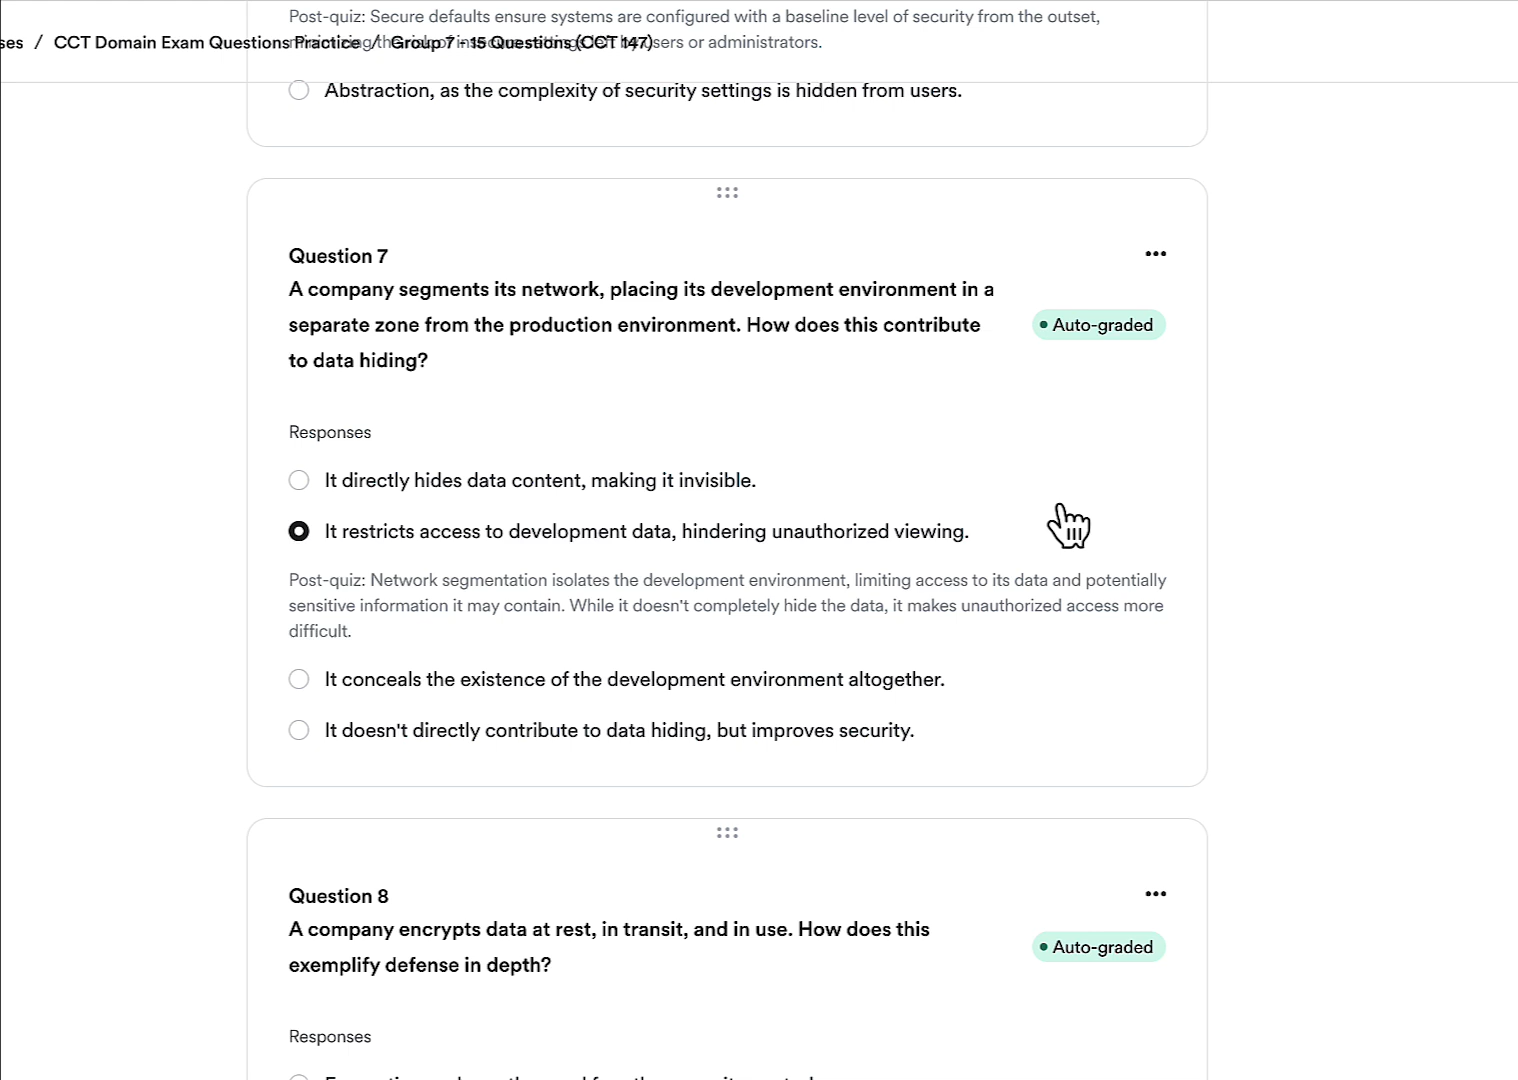 Post-quiz: Secure defaults ensure systems are configured with a baseline level of security from the outset,
ses / CCT Domain Exam Questions Practice / Group 7 - 15 Questions (CCT 147)
users or administrators.
Abstraction, as the complexity of security settings is hidden from users.
Question 7
A company segments its network, placing its development environment in a
separate zone from the production environment. How does this contribute
to data hiding?
Auto-graded
Responses
It directly hides data content, making it invisible.
It restricts access to development data, hindering unauthorized viewing.
Post-quiz: Network segmentation isolates the development environment, limiting access to its data and potentially
sensitive information it may contain. While it doesn't completely hide the data, it makes unauthorized access more
difficult.
It conceals the existence of the development environment altogether.
It doesn't directly contribute to data hiding, but improves security.
Question 8
A company encrypts data at rest, in transit, and in use. How does this
exemplify defense in depth?
Auto-graded
Responses